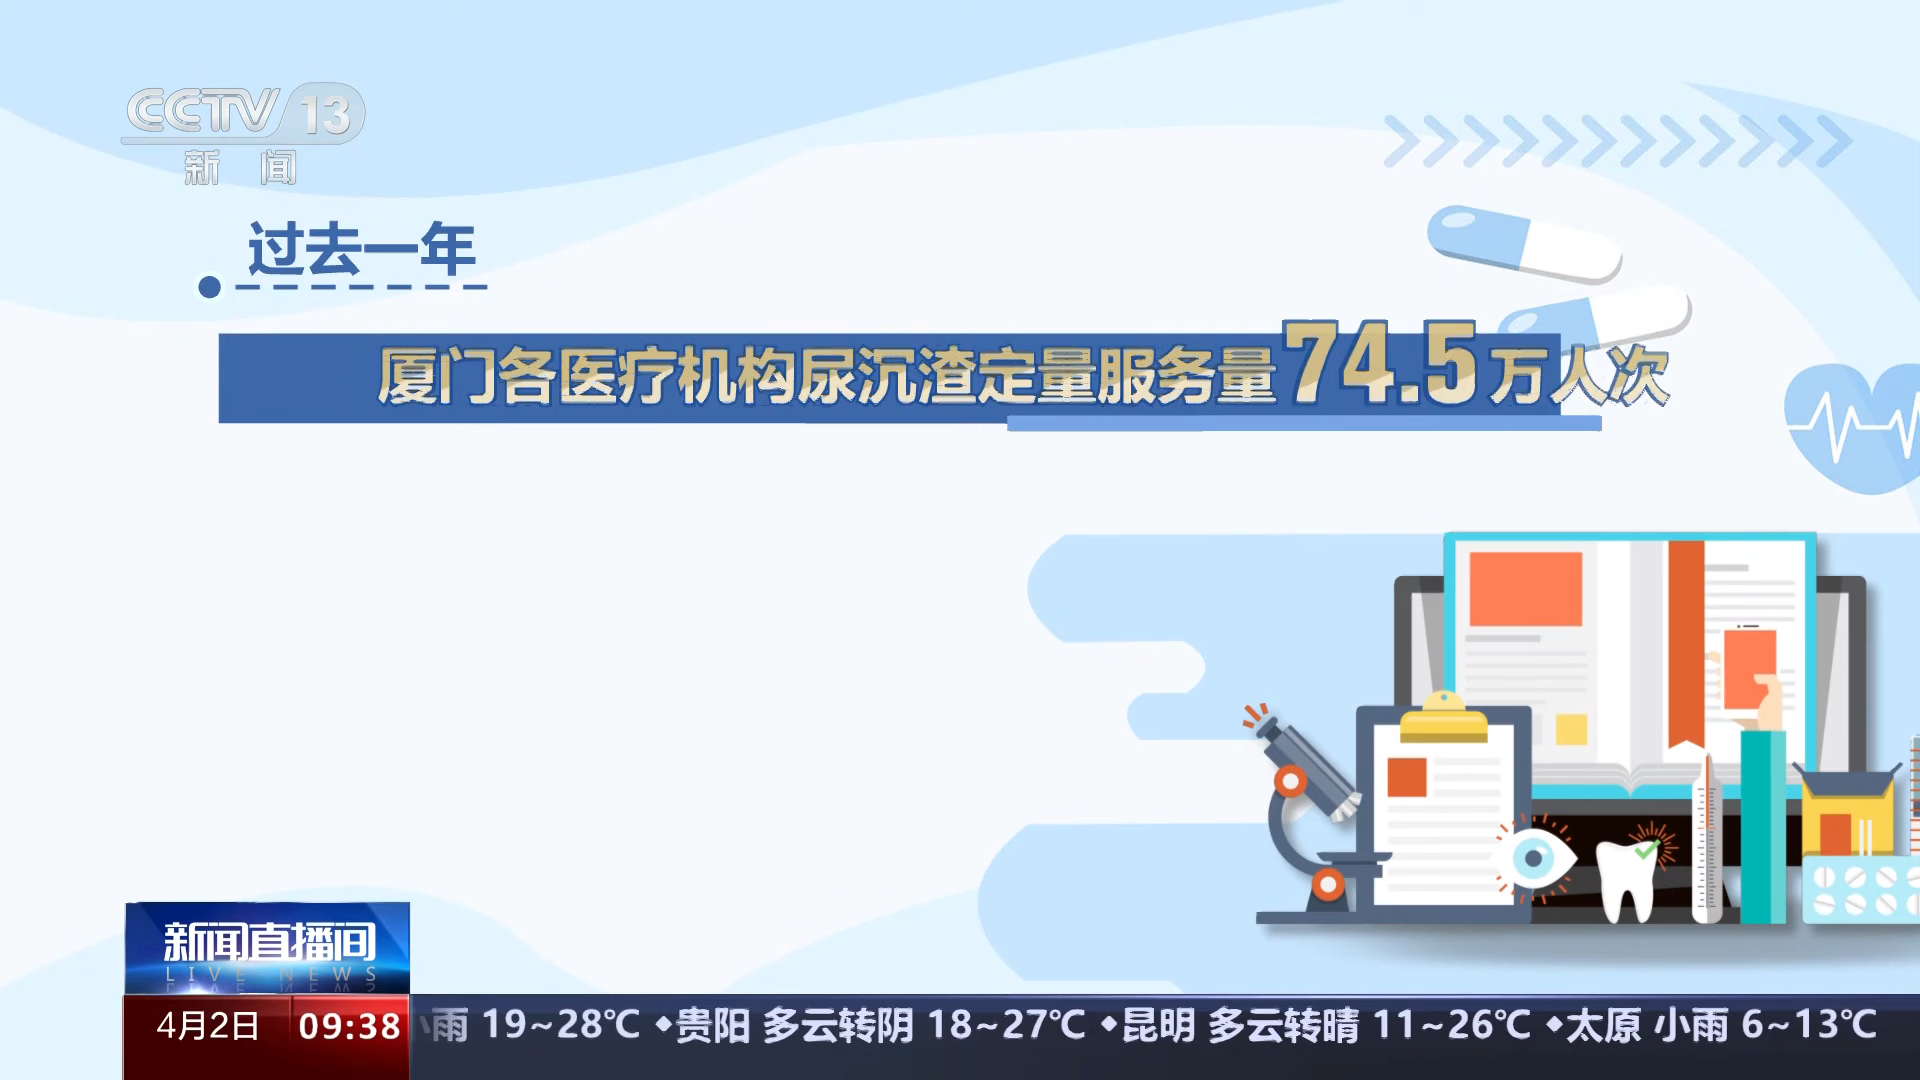 CCTV 13
新闻
过去一年
厦门各医疗机构尿沉渣定量服务量74.5万人次
新闻直播间
LIVE NEWS
4月2日 09:38
小雨 19~28℃ ◆贵阳 多云转阴 18~27℃ ◆昆明 多云转晴 11~26℃ ◆太原 小雨 6~13℃